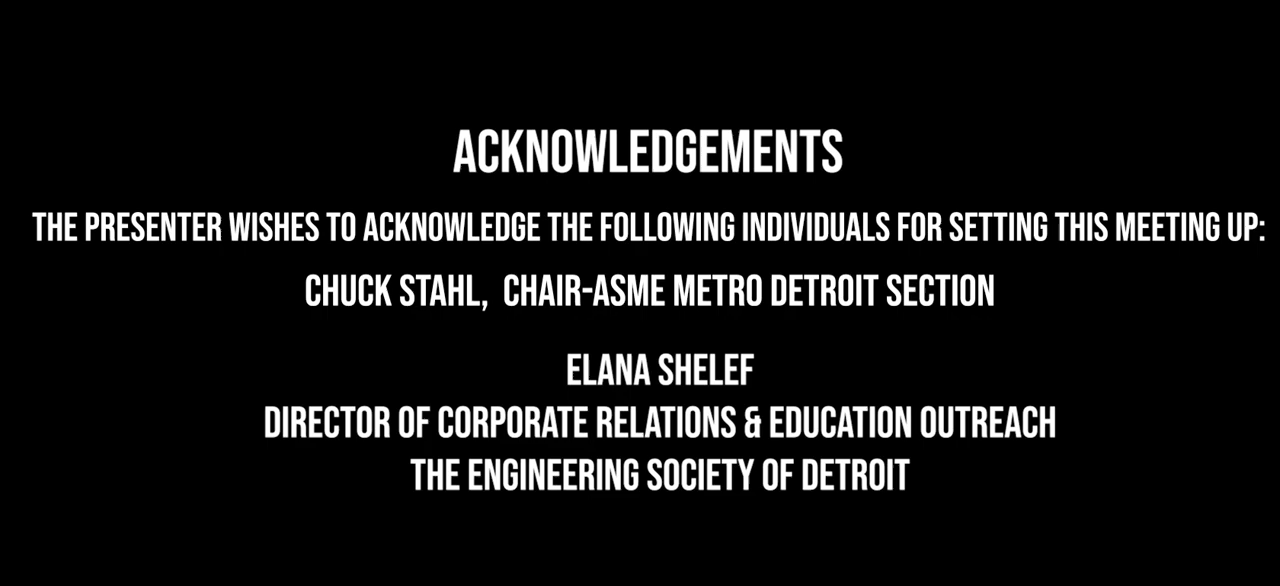 ACKNOWLEDGEMENTS
THE PRESENTER WISHES TO ACKNOWLEDGE THE FOLLOWING INDIVIDUALS FOR SETTING THIS MEETING UP:
CHUCK STAHL, CHAIR-ASME METRO DETROIT SECTION
ELANA SHELEF
DIRECTOR OF CORPORATE RELATIONS & EDUCATION OUTREACH
THE ENGINEERING SOCIETY OF DETROIT